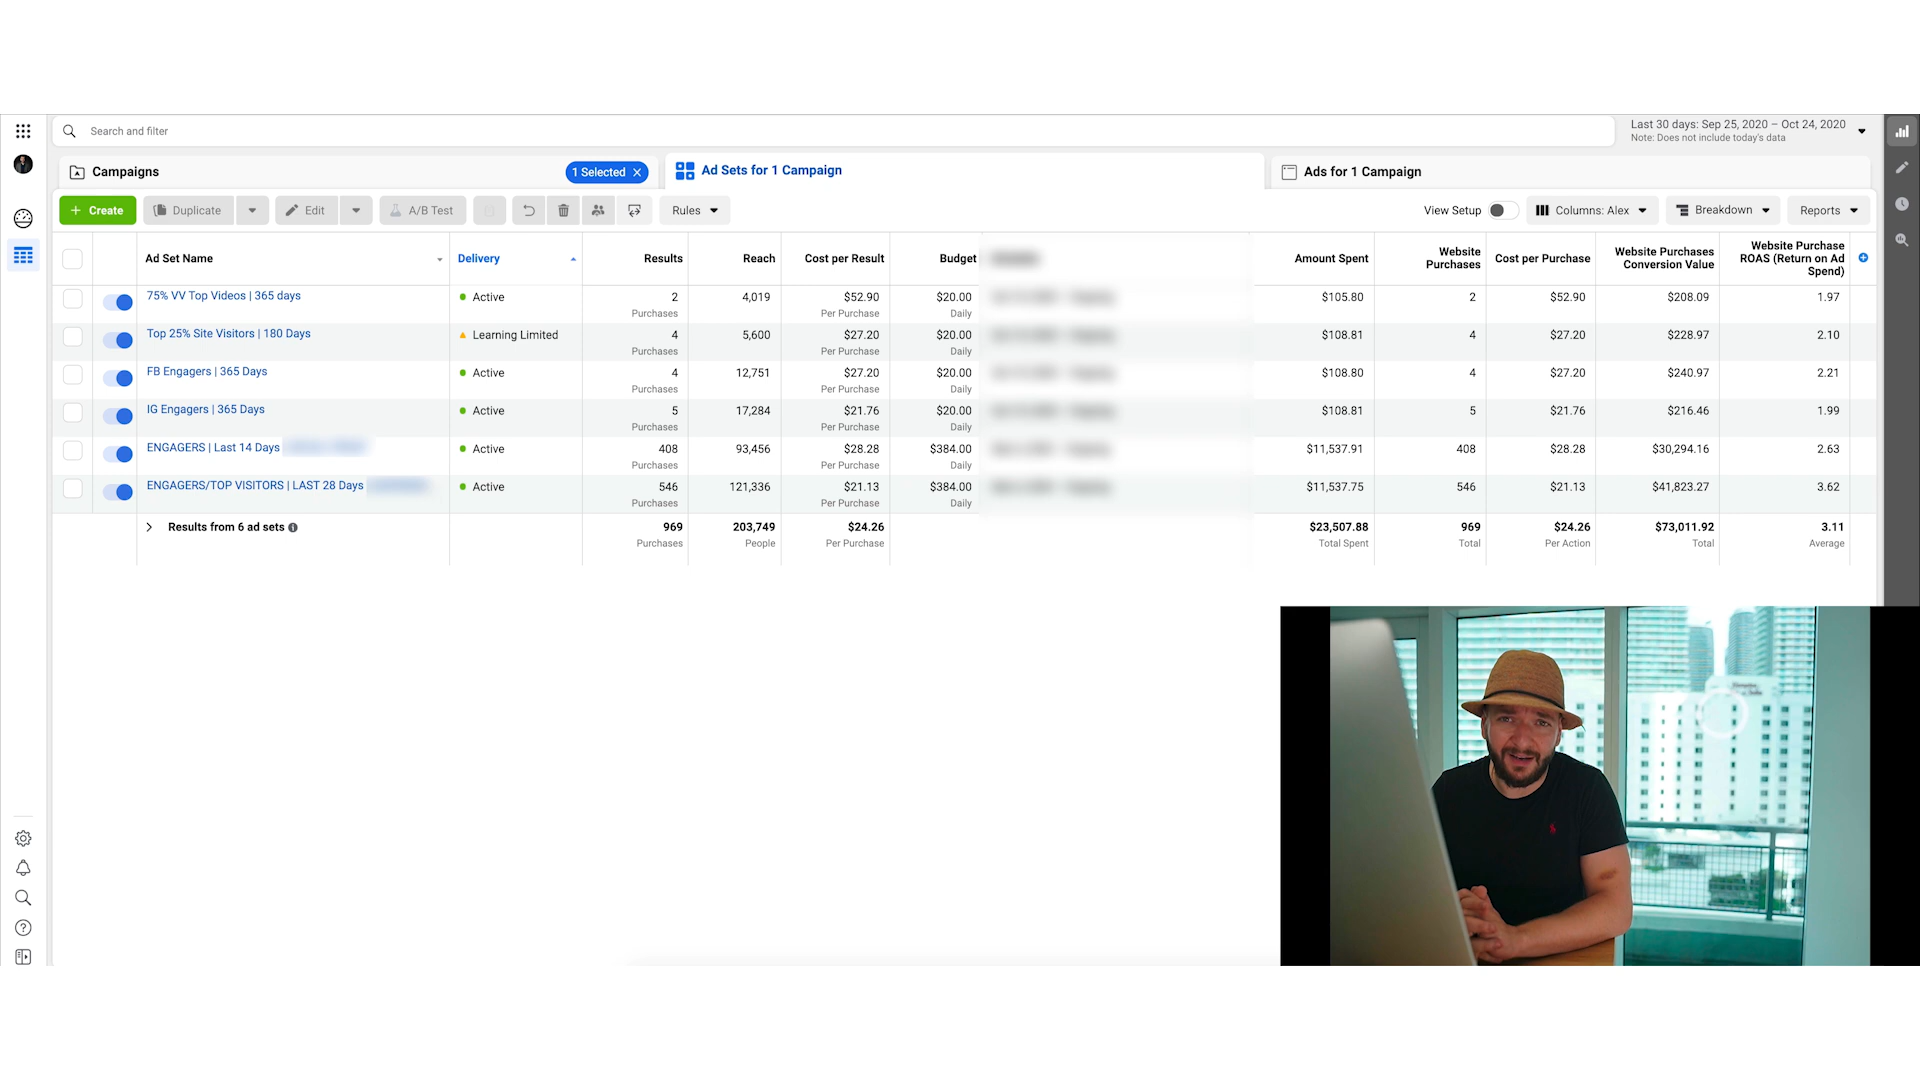 Search and filter
Last 30 days: Sep 25, 2020 – Oct 24, 2020
Note: Does not include today's data
Campaigns
1 Selected
Ad Sets for 1 Campaign
Ads for 1 Campaign
+ Create
Duplicate
Edit
A/B Test
Rules
View Setup
Columns: Alex
Breakdown
Reports
Ad Set Name Delivery Results Reach Cost per Result Budget Amount Spent Website Purchases Cost per Purchase Website Purchases Conversion Value Website Purchase ROAS (Return on Ad Spend)
75% VV Top Videos | 365 days Active 2 4,019 $52.90 $20.00 $105.80 2 $52.90 $208.09 1.97
Purchases Per Purchase Daily
Top 25% Site Visitors | 180 Days Learning Limited 4 5,600 $27.20 $20.00 $108.81 4 $27.20 $228.97 2.10
Purchases Per Purchase Daily
FB Engagers | 365 Days Active 4 12,751 $27.20 $20.00 $108.80 4 $27.20 $240.97 2.21
Purchases Per Purchase Daily
IG Engagers | 365 Days Active 5 17,284 $21.76 $20.00 $108.81 5 $21.76 $216.46 1.99
Purchases Per Purchase Daily
ENGAGERS | Last 14 Days Active 408 93,456 $28.28 $384.00 $11,537.91 408 $28.28 $30,294.16 2.63
Purchases Per Purchase Daily
ENGAGERS/TOP VISITORS | LAST 28 Days Active 546 121,336 $21.13 $384.00 $11,537.75 546 $21.13 $41,823.27 3.62
Purchases Per Purchase Daily
Results from 6 ad sets 969 203,749 $24.26 $23,507.88 969 $24.26 $73,011.92 3.11
Purchases People Per Purchase Total Spent Total Per Action Total Average